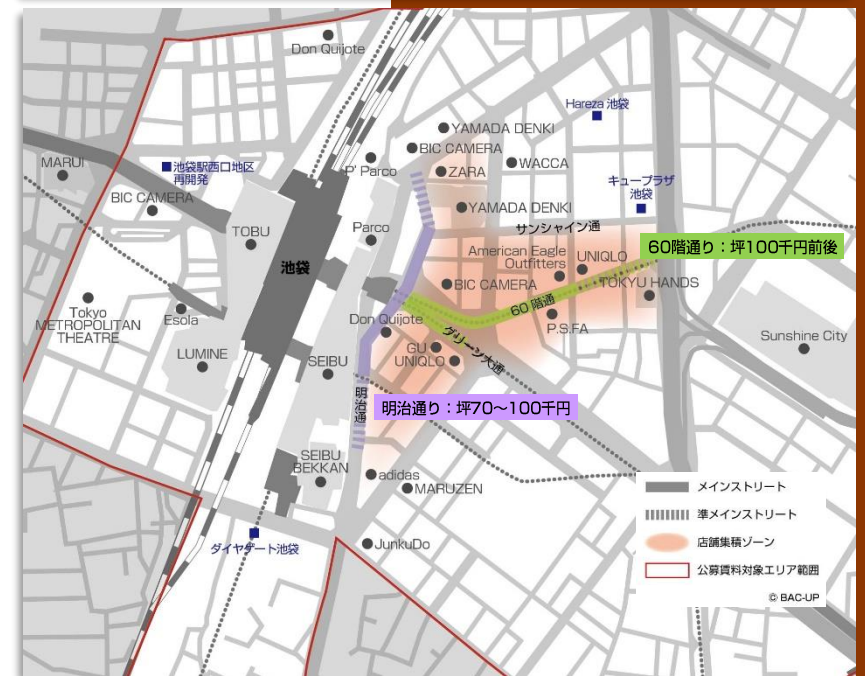 Don Quijote
Hareza 池袋
YAMADA DENKI
BIC CAMERA
WACCA
MARUI
池袋駅西口地区
再開発
P' Parco
ZARA
キュープラザ
池袋
BIC CAMERA
YAMADA DENKI
TOBU
Parco
サンシャイン通
60階通り：坪100千円前後
American Eagle
Outfitters
UNIQLO
池袋
BIC CAMERA
TOKYU HANDS
Tokyo
METROPOLITAN
THEATRE
Esola
60 階通
Don Quijote
P.S.FA
グリーン大通
Sunshine City
LUMINE
SEIBU
GU
UNIQLO
明治通
明治通り：坪70〜100千円
SEIBU
BEKKAN
adidas
MARUZEN
メインストリート
準メインストリート
ダイヤゲート池袋
JunkuDo
店舗集積ゾーン
公募賃料対象エリア範囲
© BAC-UP